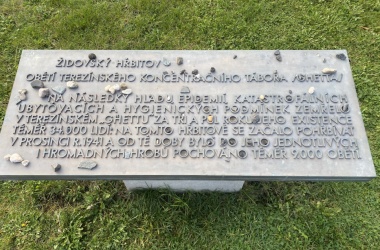 ŽIDOVSKÝ HŘBITOV
OBĚTÍ TEREZÍNSKÉHO KONCENTRAČNÍHO TÁBORA /GHETTA/
NA NÁSLEDKY HLADU, EPIDEMIÍ, KATASTROFÁLNÍCH
UBYTOVACÍCH A HYGIENICKÝCH PODMÍNEK ZEMŘELO
V TEREZÍNSKÉM „GHETTU“ ZA TŘI A PŮL ROKU JEHO EXISTENCE
TÉMĚŘ 34.000 LIDÍ. NA TOMTO HŘBITOVĚ SE ZAČALO POHŘBÍVAT
V PROSINCI R. 1941 A OD TÉ DOBY BYLO DO JEHO JEDNOTLIVÝCH
I HROMADNÝCH HROBŮ POCHOVÁNO TÉMĚŘ 9.000 OBĚTÍ.